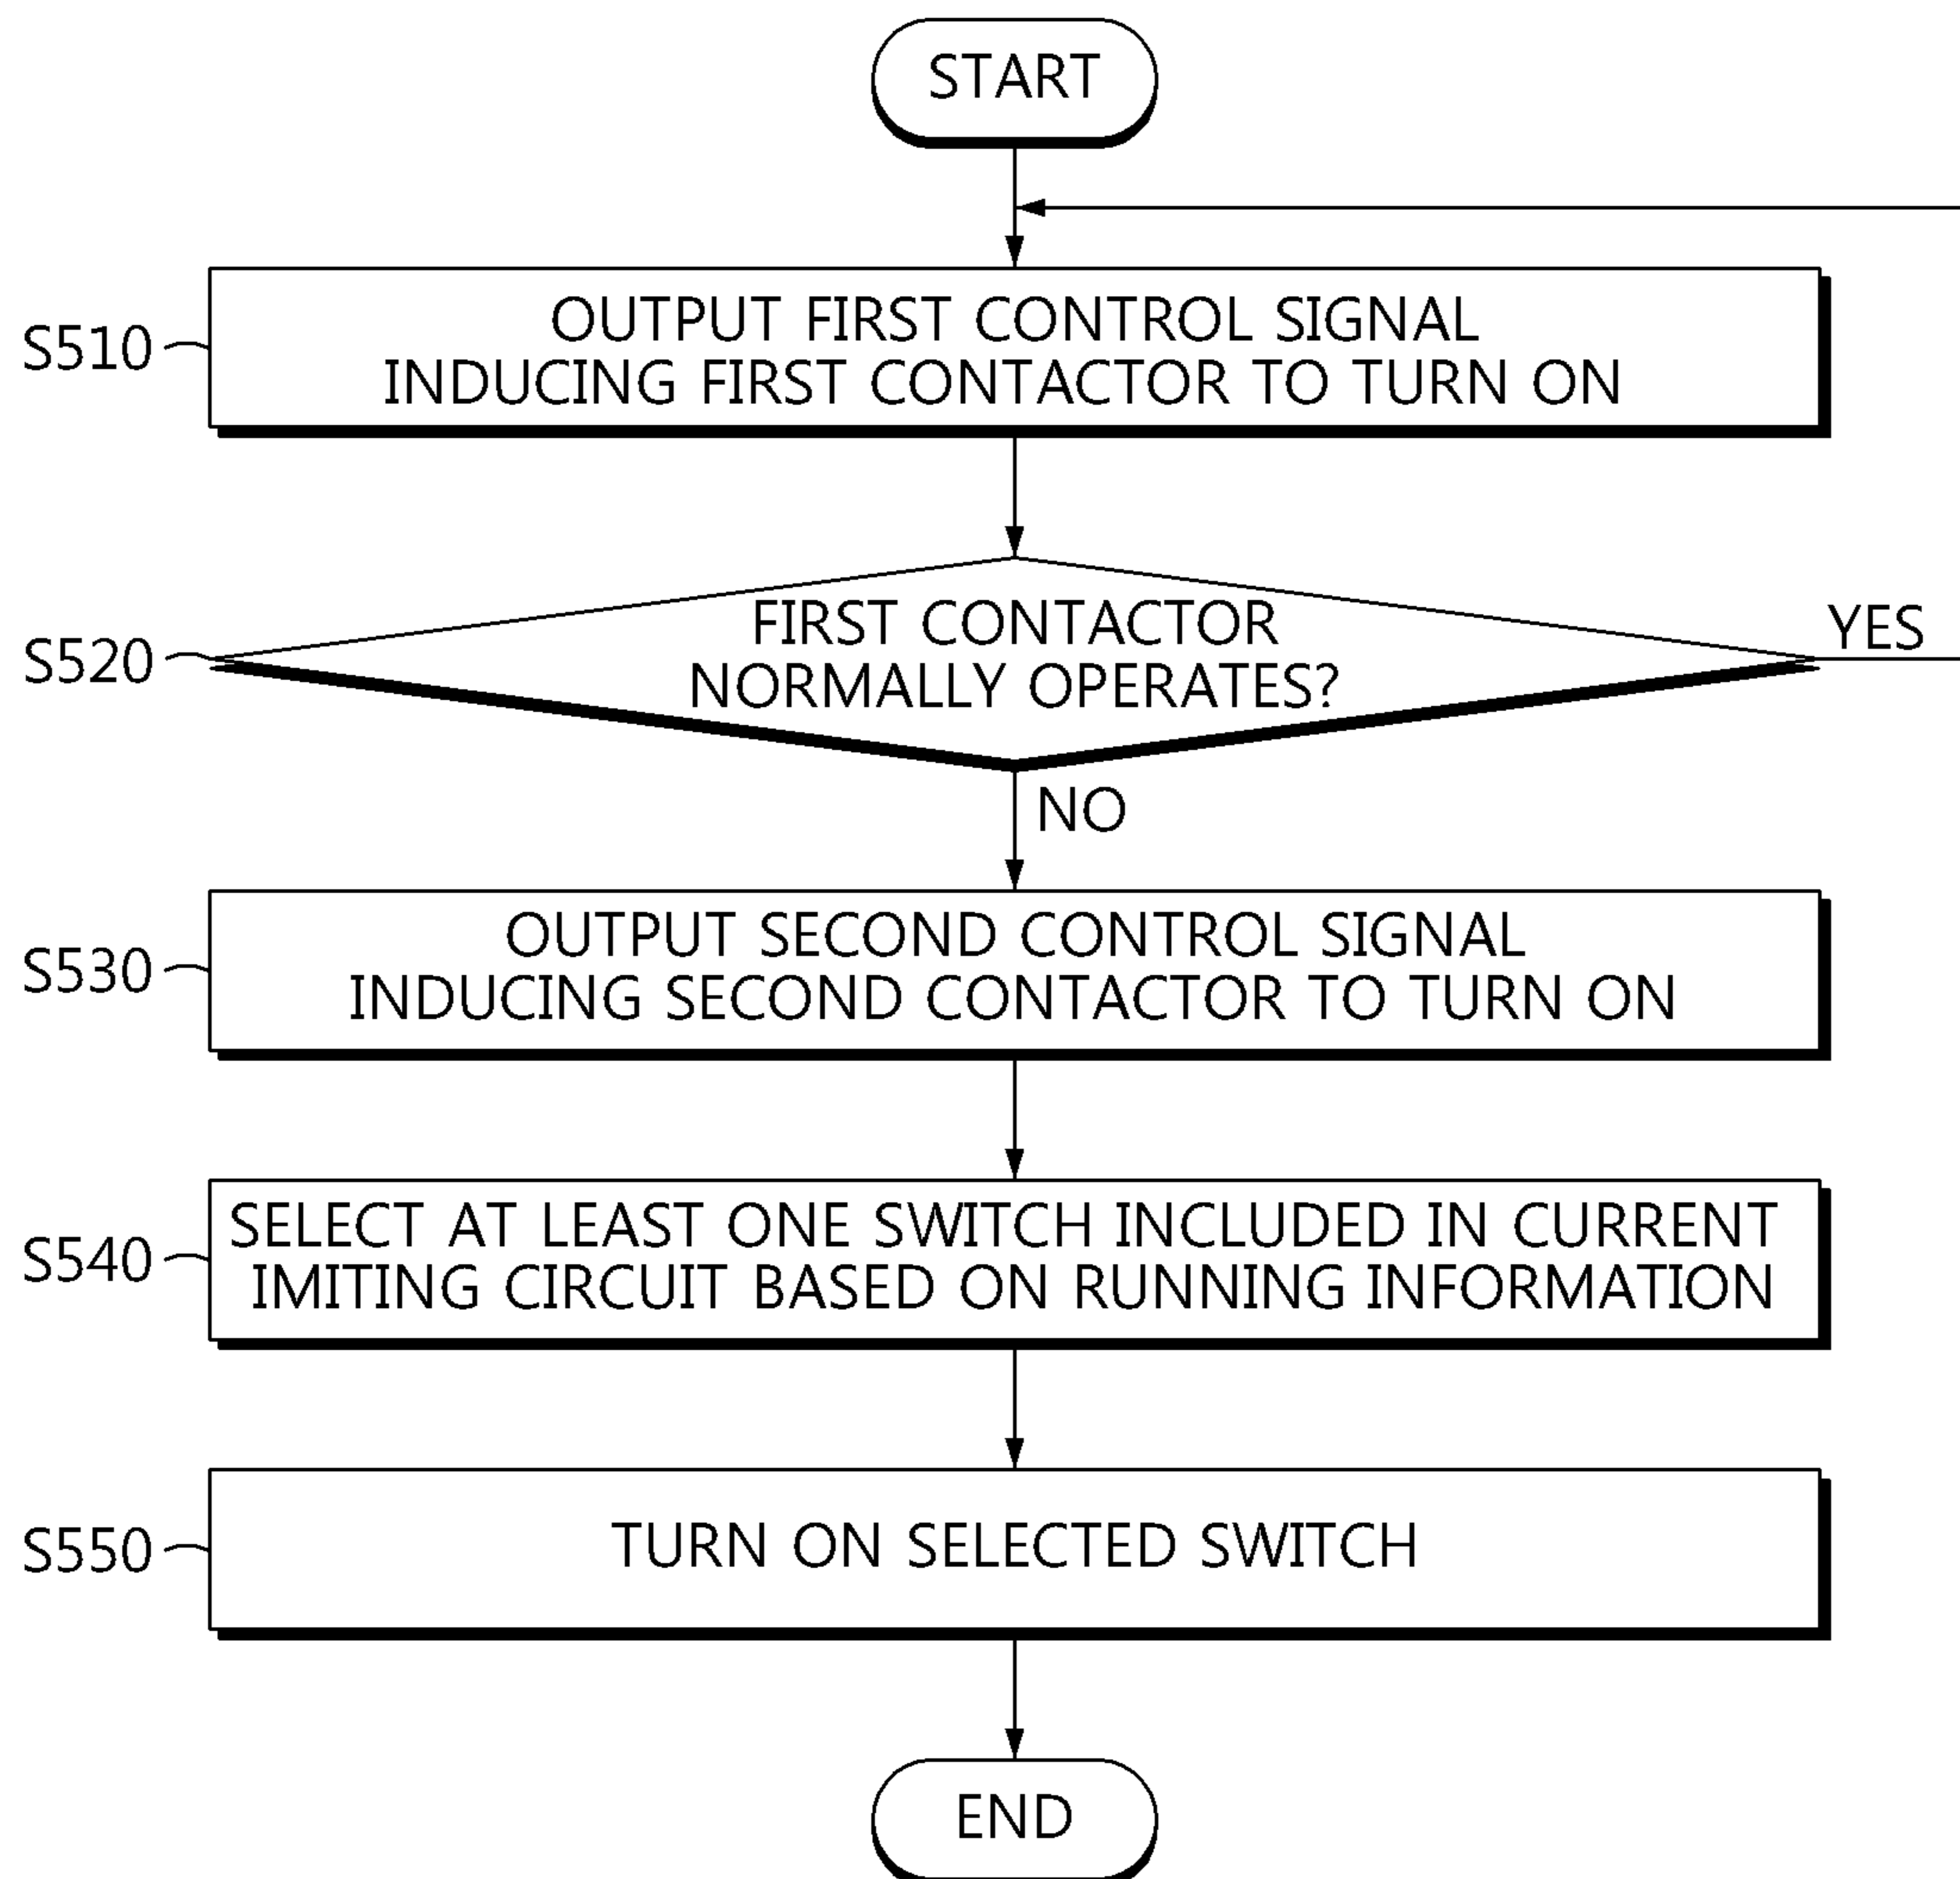 START
S510
OUTPUT FIRST CONTROL SIGNAL
INDUCING FIRST CONTACTOR TO TURN ON
S520
FIRST CONTACTOR
NORMALLY OPERATES?
YES
NO
S530
OUTPUT SECOND CONTROL SIGNAL
INDUCING SECOND CONTACTOR TO TURN ON
S540
SELECT AT LEAST ONE SWITCH INCLUDED IN CURRENT
IMITING CIRCUIT BASED ON RUNNING INFORMATION
S550
TURN ON SELECTED SWITCH
END